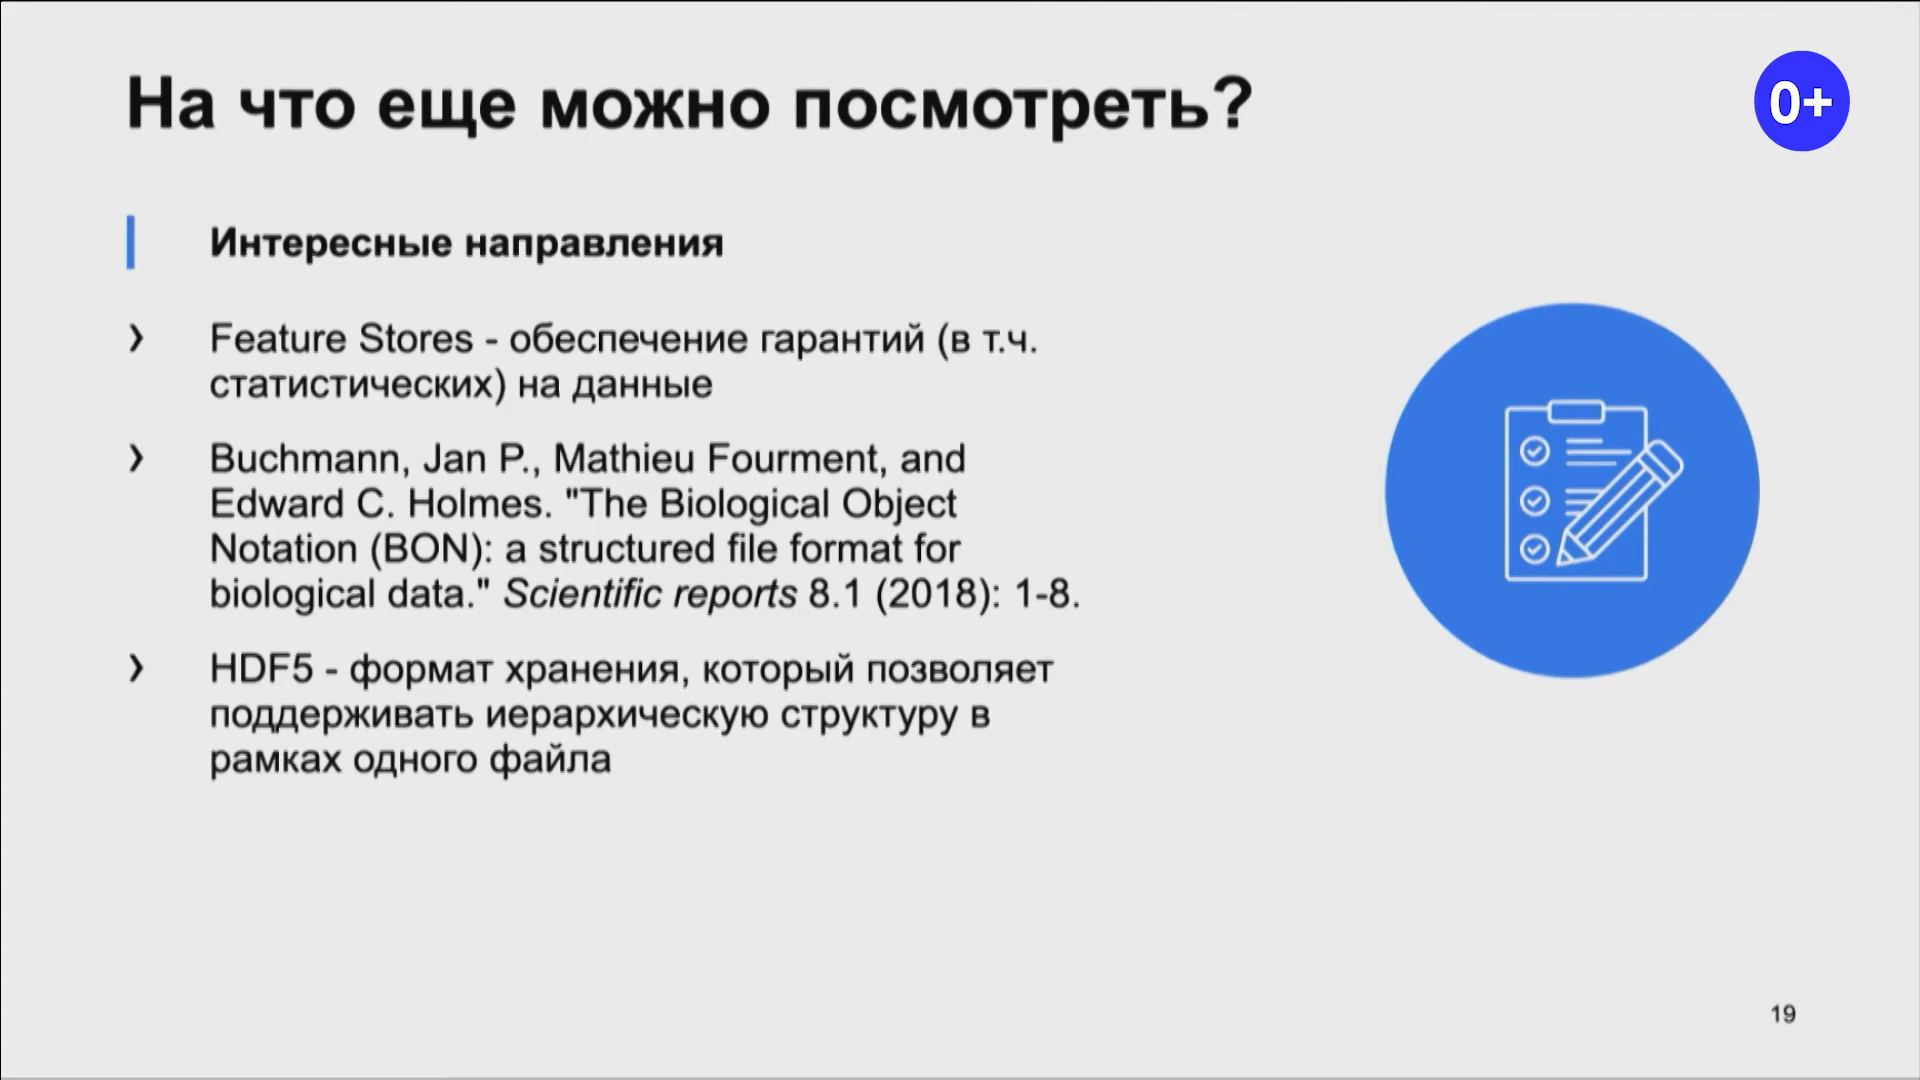 На что еще можно посмотреть?
0+
Интересные направления
Feature Stores - обеспечение гарантий (в т.ч.
статистических) на данные
Buchmann, Jan P., Mathieu Fourment, and
Edward C. Holmes. "The Biological Object
Notation (BON): a structured file format for
biological data." Scientific reports 8.1 (2018): 1-8.
HDF5 - формат хранения, который позволяет
поддерживать иерархическую структуру в
рамках одного файла
19